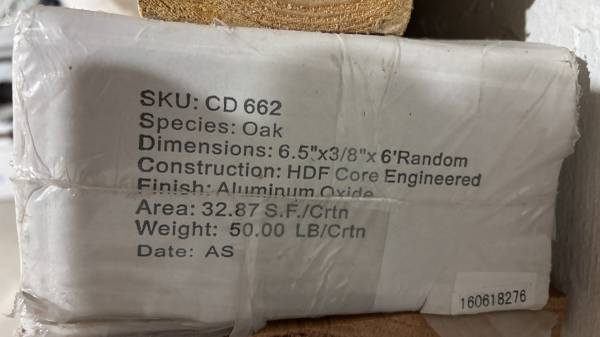 SKU: CD 662
Species: Oak
Dimensions: 6.5"x3/8"x 6'Random
Construction: HDF Core Engineered
Finish: Aluminum Oxide
Area: 32.87 S.F./Crtn
Weight: 50.00 LB/Crtn
Date: AS
160618276